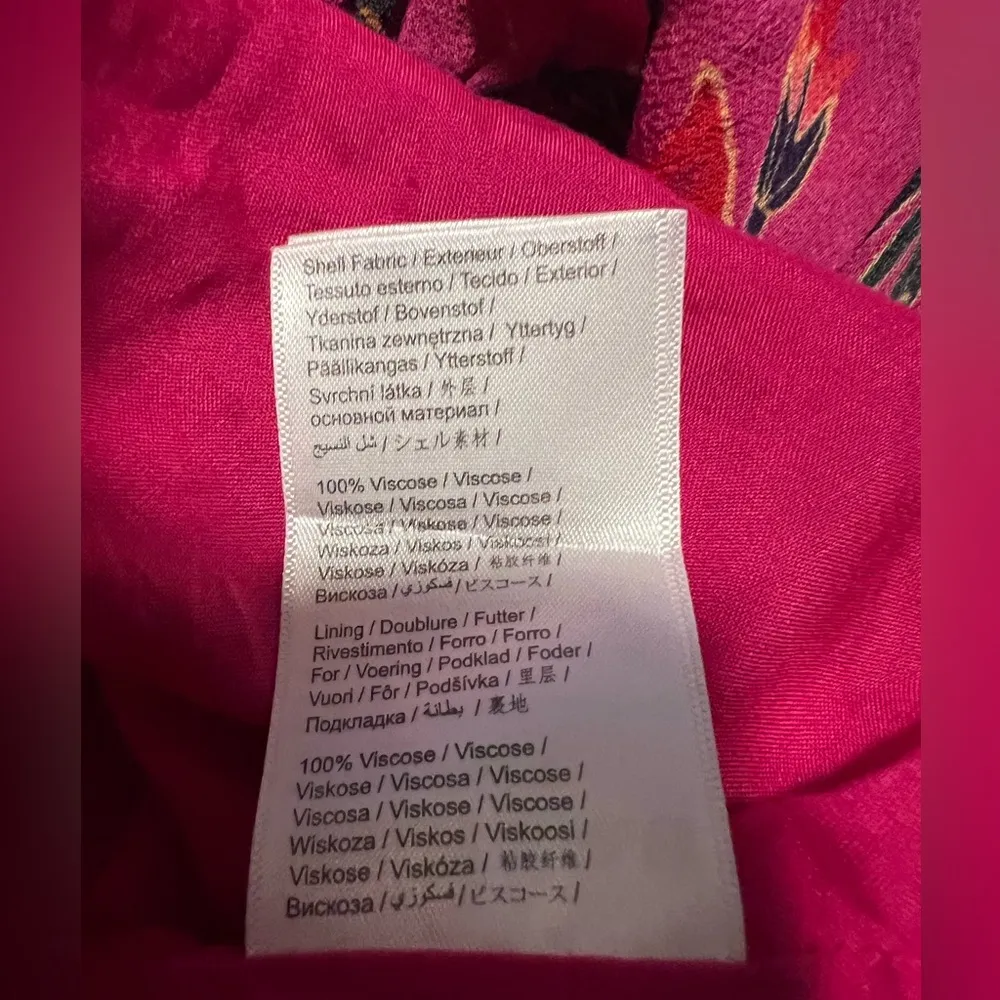 Shell Fabric / Exterieur / Oberstoff /
Tessuto esterno / Tecido / Exterior /
Yderstof / Bovenstof /
Tkanina zewnętrzna / Yttertyg /
Päällikangas / Ytterstoff /
Svrchní látka / 外层 /
основной материал /
شل النسيج / シェル素材 /
100% Viscose / Viscose /
Viskose / Viscosa / Viscose /
Viscosa / Viskose / Viscose /
Wiskoza / Viskos / Viskoosi /
Viskose / Viskóza / 粘胶纤维 /
Вискоза / فسكوزي / ビスコース /
Lining / Doublure / Futter /
Rivestimento / Forro / Forro /
For / Voering / Podklad / Foder /
Vuori / Fôr / Podšívka / 里层 /
Подкладка / بطانة / 裏地
100% Viscose / Viscose /
Viskose / Viscosa / Viscose /
Viscosa / Viskose / Viscose /
Wiskoza / Viskos / Viskoosi /
Viskose / Viskóza / 粘胶纤维 /
Вискоза / فسكوزي / ビスコース /